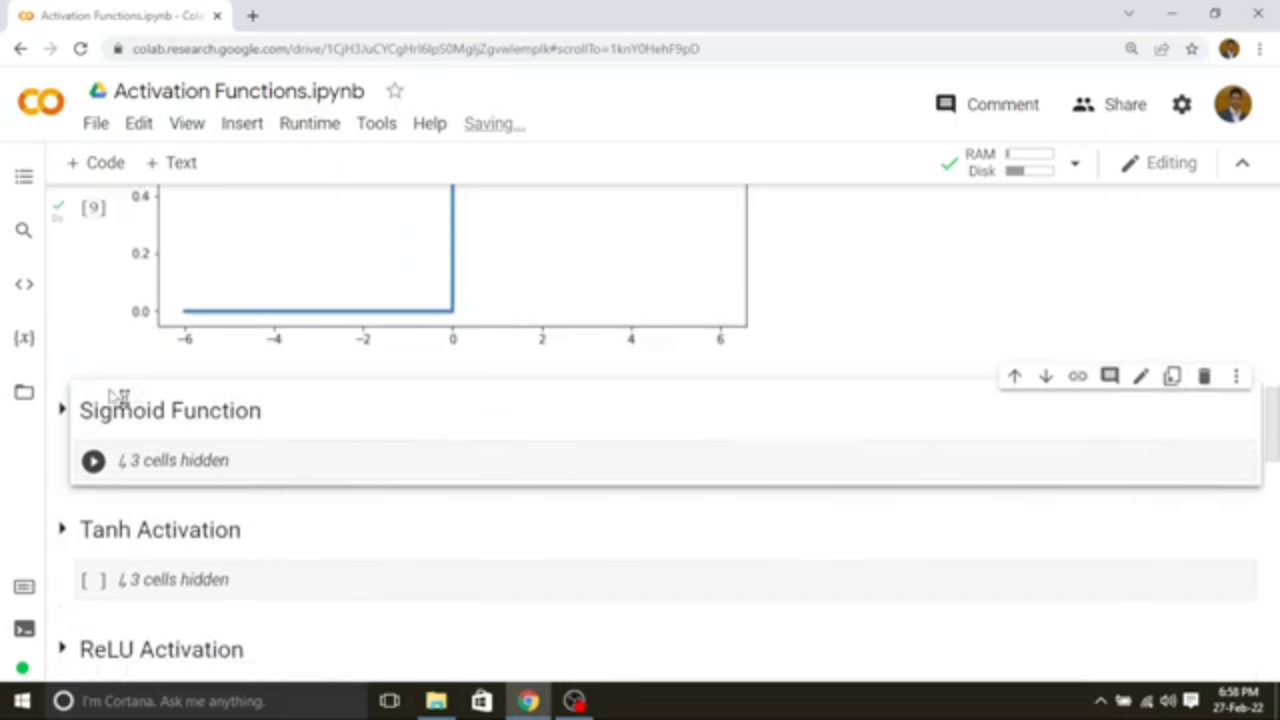 Activation Functions.ipynb - Cola
colab.research.google.com/drive/1CjH3JuCYCgHrI6lp50MgIjZgvwIempIk#scrollTo=1knY0HehF9pD
Activation Functions.ipynb
Comment
Share
File Edit View Insert Runtime Tools Help Saving...
+ Code + Text
RAM
Disk
Editing
[9]
0.4
0.2
0.0
-6 -4 -2 0 2 4 6
Sigmoid Function
3 cells hidden
Tanh Activation
[ ] 3 cells hidden
ReLU Activation
I'm Cortana. Ask me anything.
6:58 PM
27-Feb-22